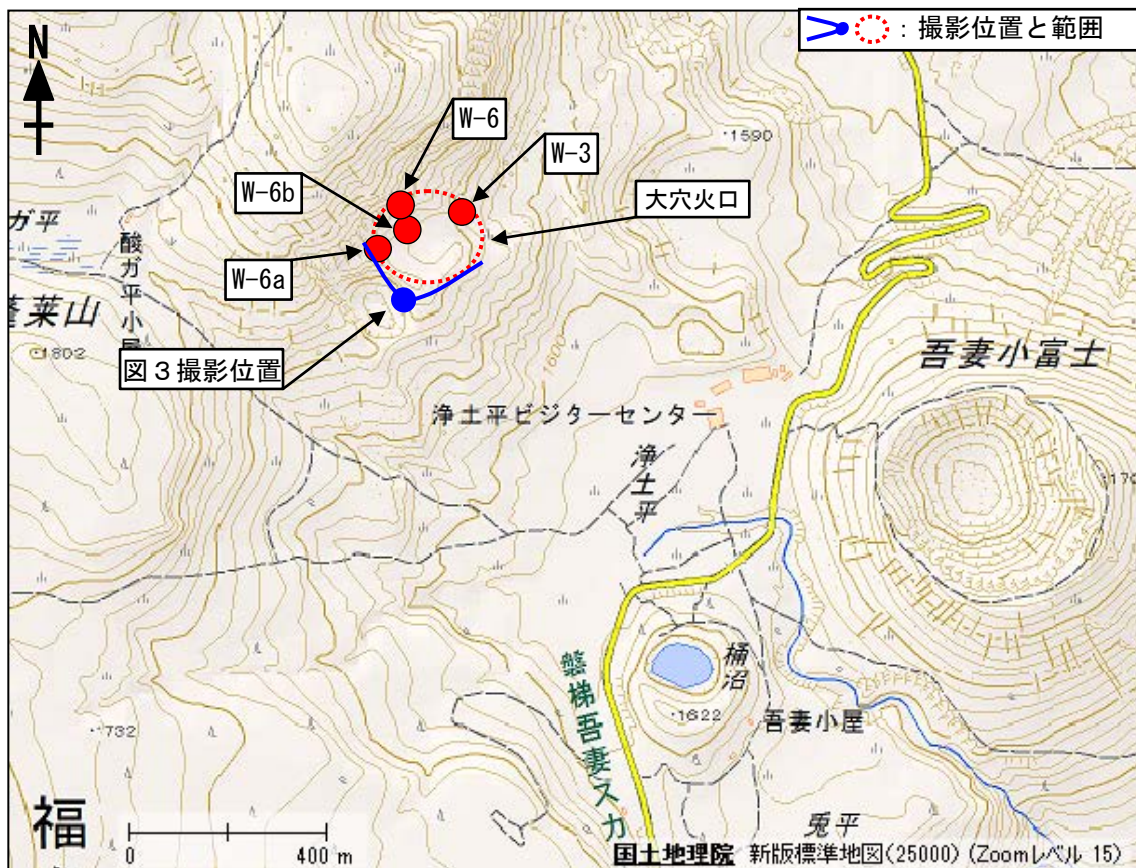 ：撮影位置と範囲
N
W-6
W-3
・1590
W-6b
大穴火口
ガ平
W-6a
酸ガ平小屋
蓬莱山
1802
図３撮影位置
1600
吾妻小富士
浄土平ビジターセンター
浄土平
170
桶沼
磐梯吾妻スカ
・1622
吾妻小屋
・1732
福
兎平
0 400 m
国土地理院 新版標準地図(25000) (Zoomレベル 15)